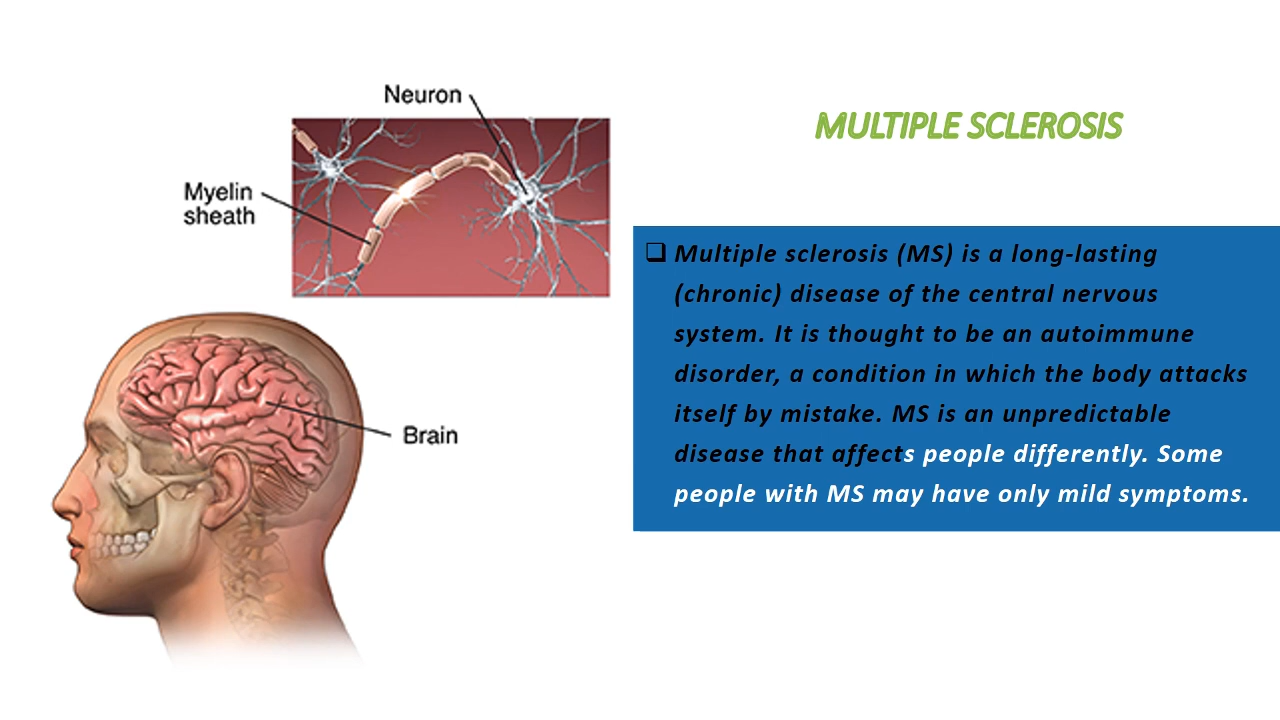 Neuron
Myelin
sheath
Brain
MULTIPLE SCLEROSIS
❑ Multiple sclerosis (MS) is a long-lasting
(chronic) disease of the central nervous
system. It is thought to be an autoimmune
disorder, a condition in which the body attacks
itself by mistake. MS is an unpredictable
disease that affects people differently. Some
people with MS may have only mild symptoms.